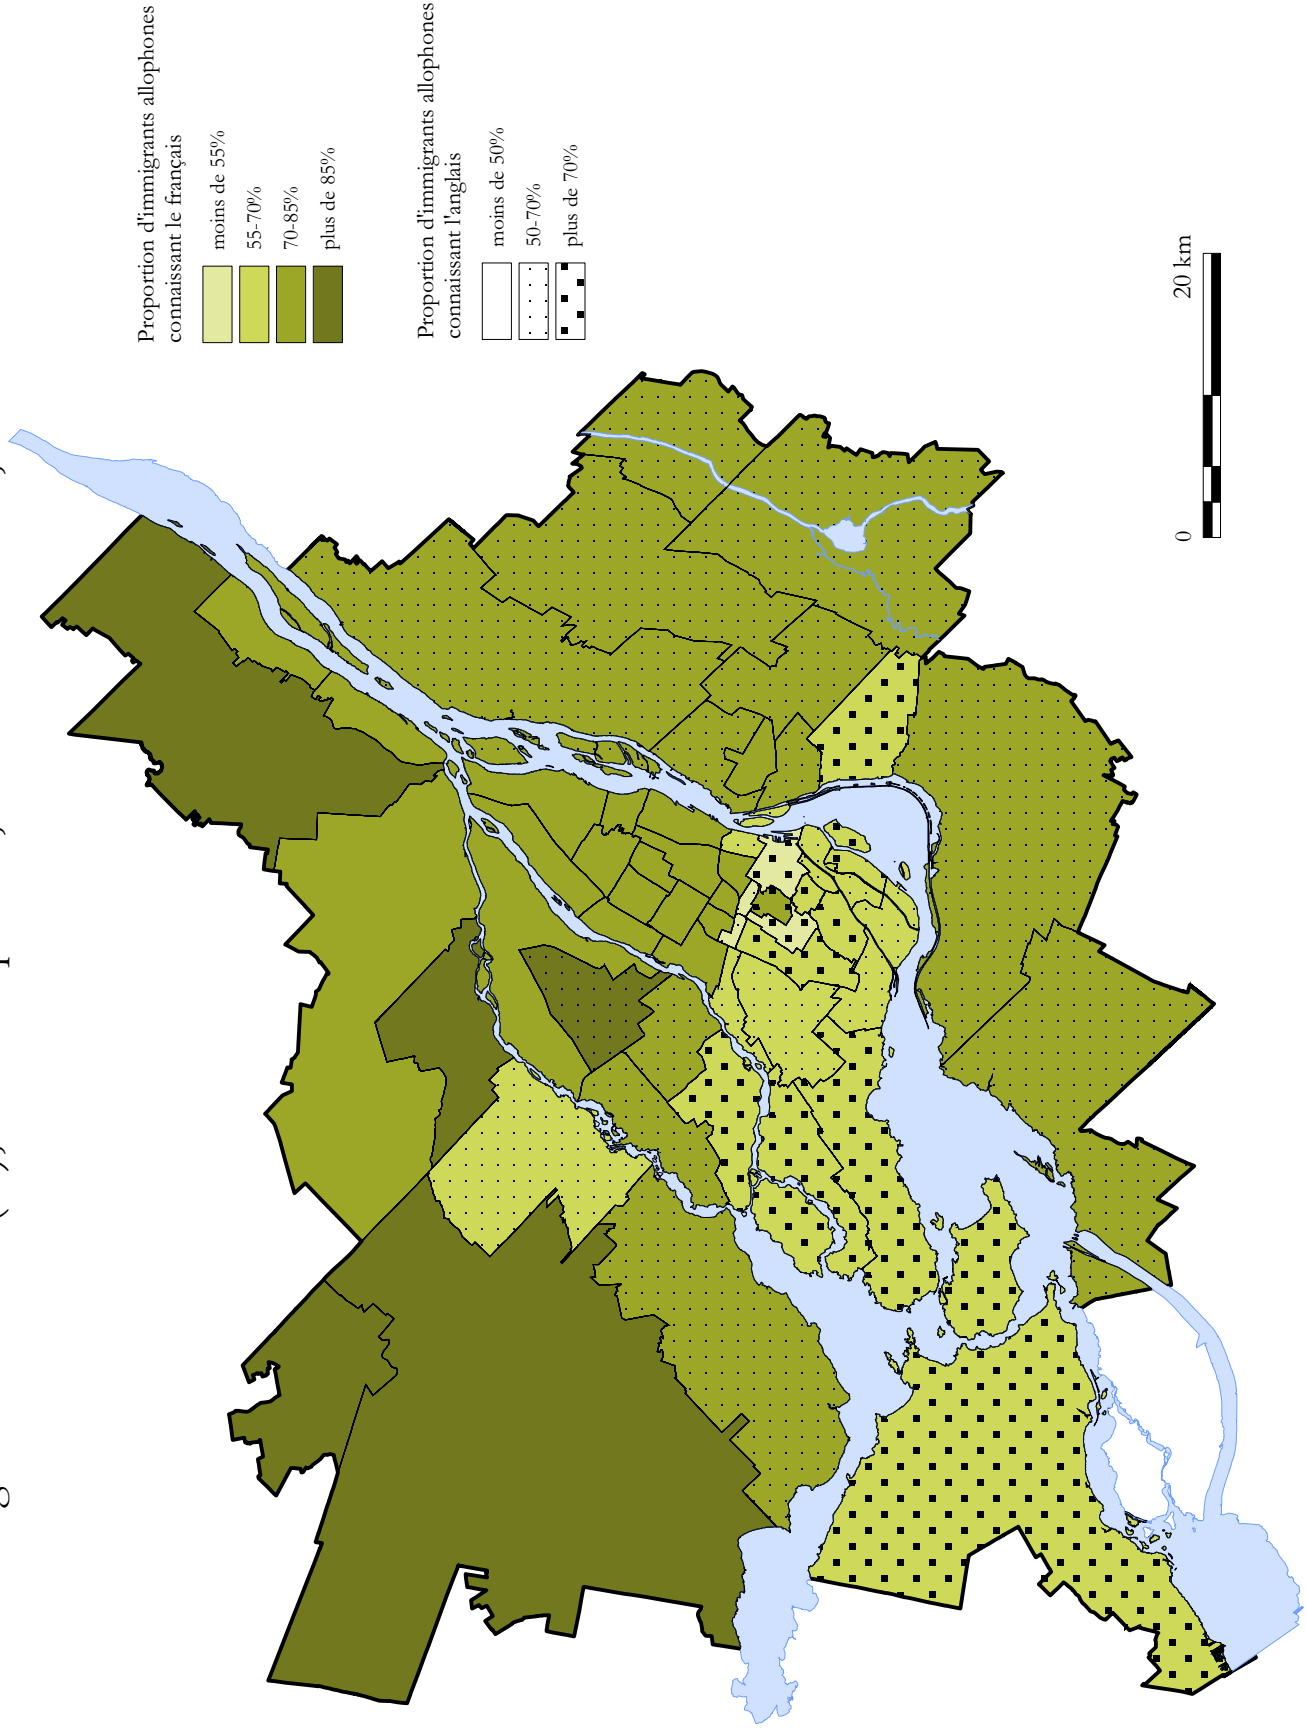 Proportion d'immigrants allophones
connaissant le français
moins de 55%
55-70%
70-85%
plus de 85%
Proportion d'immigrants allophones
connaissant l'anglais
moins de 50%
50-70%
plus de 70%
0
20 km